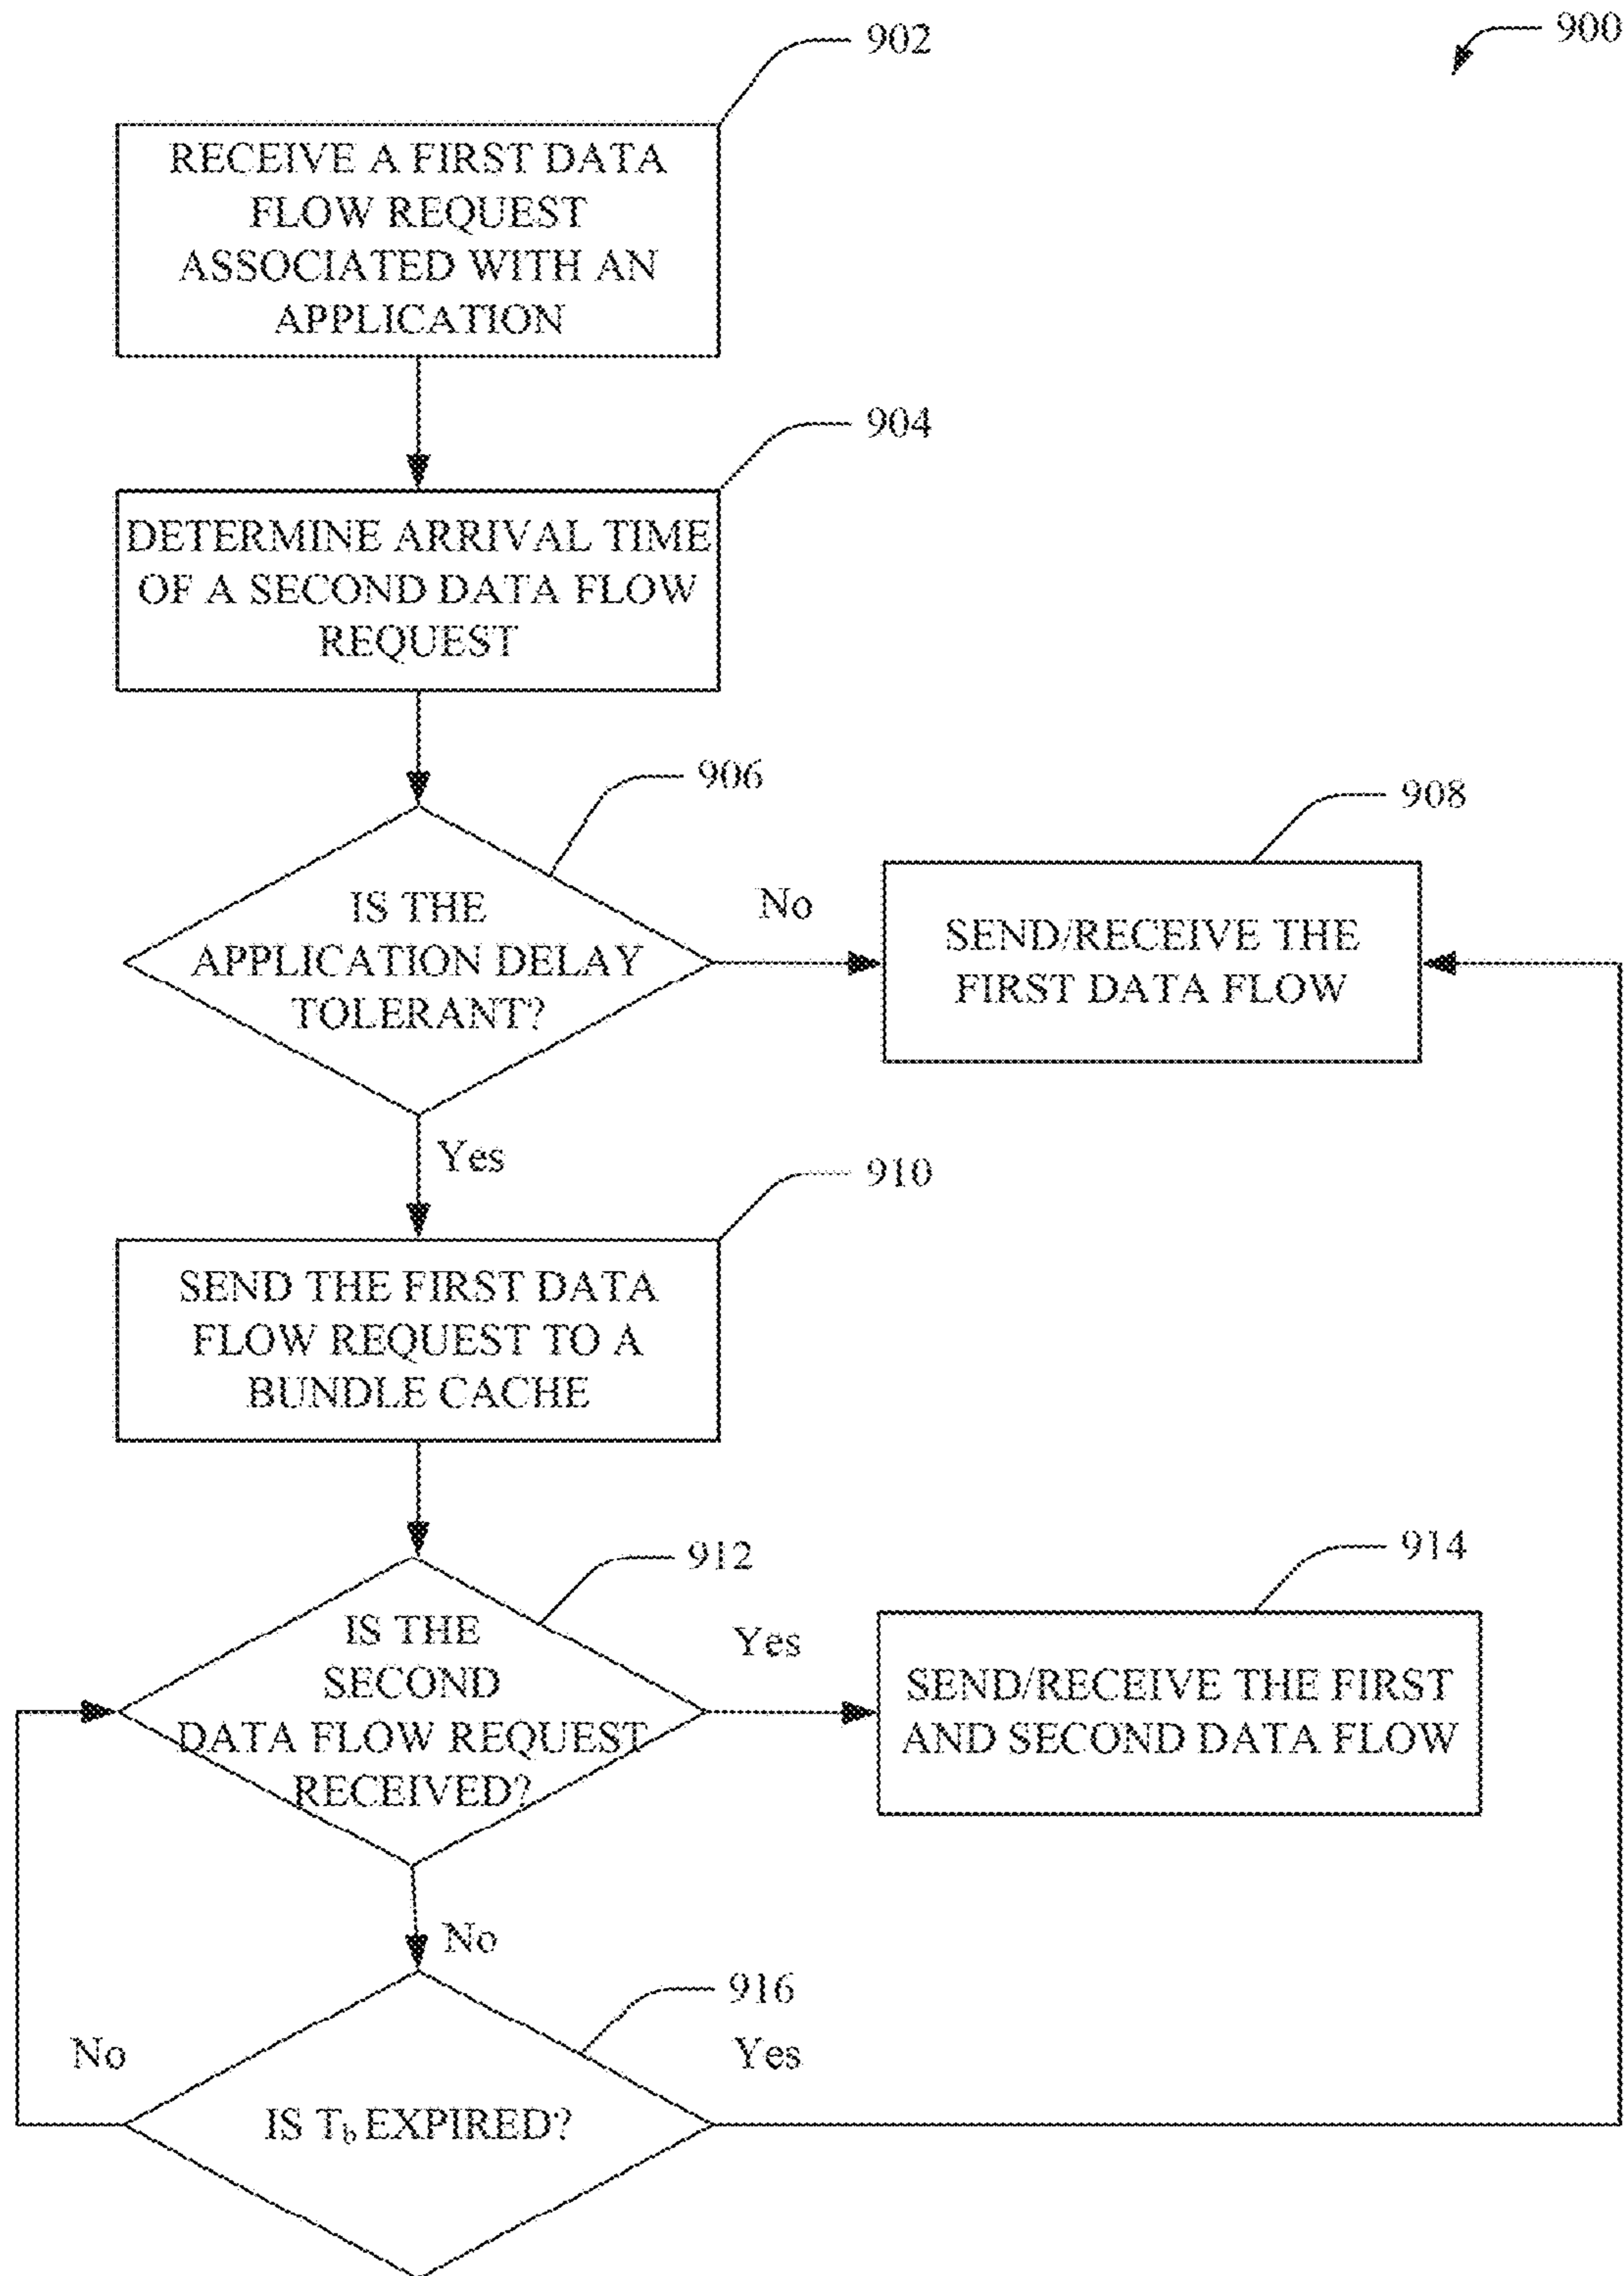 902
900
RECEIVE A FIRST DATA
FLOW REQUEST
ASSOCIATED WITH AN
APPLICATION
904
DETERMINE ARRIVAL TIME
OF A SECOND DATA FLOW
REQUEST
906
908
IS THE
APPLICATION DELAY
TOLERANT?
No
SEND/RECEIVE THE
FIRST DATA FLOW
Yes
910
SEND THE FIRST DATA
FLOW REQUEST TO A
BUNDLE CACHE
912
914
IS THE
SECOND
DATA FLOW REQUEST
RECEIVED?
Yes
SEND/RECEIVE THE FIRST
AND SECOND DATA FLOW
No
916
No
Yes
IS Tb EXPIRED?